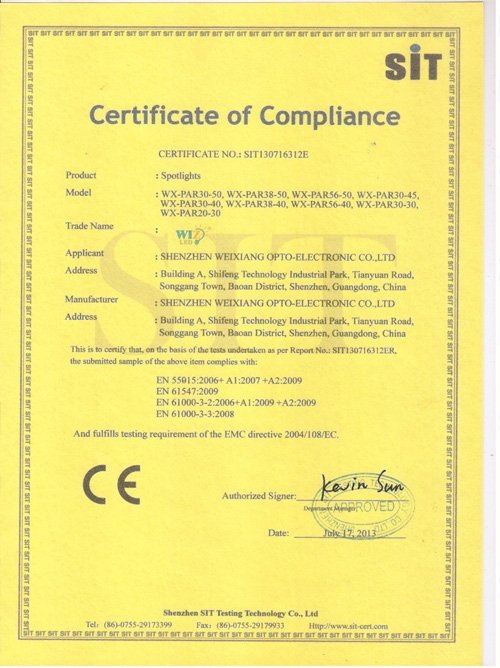 SIT
Certificate of Compliance
CERTIFICATE NO.: SIT130716312E
Product : Spotlights
Model : WX-PAR30-50, WX-PAR38-50, WX-PAR56-50, WX-PAR30-45,
WX-PAR30-40, WX-PAR38-40, WX-PAR56-40, WX-PAR30-30,
WX-PAR20-30
Trade Name : WIZ
LED
Applicant : SHENZHEN WEIXIANG OPTO-ELECTRONIC CO.,LTD
Address : Building A, Shifeng Technology Industrial Park, Tianyuan Road,
Songgang Town, Baoan District, Shenzhen, Guangdong, China
Manufacturer : SHENZHEN WEIXIANG OPTO-ELECTRONIC CO.,LTD
Address : Building A, Shifeng Technology Industrial Park, Tianyuan Road,
Songgang Town, Baoan District, Shenzhen, Guangdong, China
This is to certify that, on the basis of the tests undertaken as per Report No.: SIT130716312ER,
the submitted sample of the above item complies with:
EN 55015:2006+ A1:2007 +A2:2009
EN 61547:2009
EN 61000-3-2:2006+A1:2009 +A2:2009
EN 61000-3-3:2008
And fulfills testing requirement of the EMC directive 2004/108/EC.
CE
Kevin Sun
Authorized Signer:
Department Manager
APPROVED
Date: July 17, 2013
Shenzhen SIT Testing Technology Co., Ltd
Tel: (86)-0755-29173399 Fax: (86)-0755-29179933 Http://www.sit-cert.com